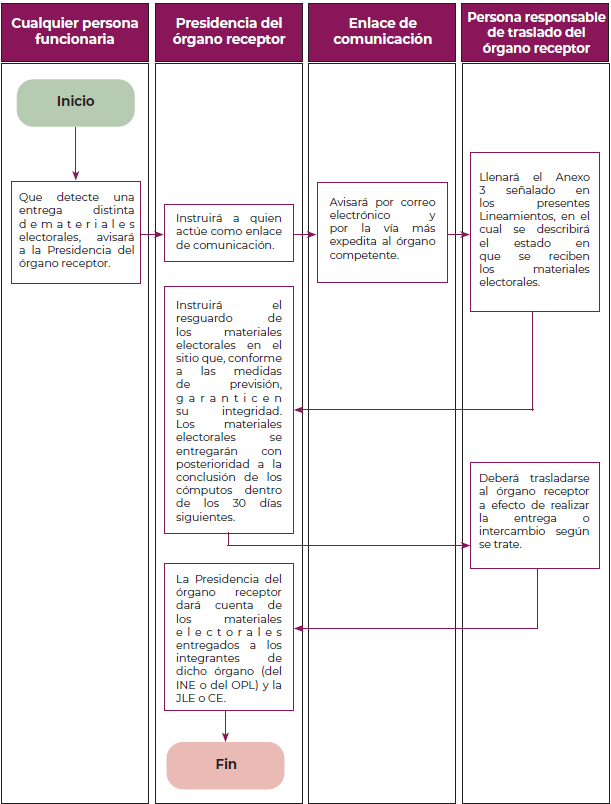 Cualquier persona
funcionaria
Presidencia del
órgano receptor
Enlace de
comunicación
Persona responsable
de traslado del
órgano receptor
Inicio
Que detecte una
entrega distinta
de materiales
electorales, avisará
a la Presidencia del
órgano receptor.
Instruirá a quien
actúe como enlace
de comunicación.
Avisará por correo
electrónico y
por la vía más
expedita al órgano
competente.
Llenará el Anexo
3 señalado en
los presentes
Lineamientos, en el
cual se describirá
el estado en
que se reciben
los materiales
electorales.
Instruirá el
resguardo de
los materiales
electorales en el
sitio que, conforme
a las medidas
de previsión,
garanticen
su integridad.
Los materiales
electorales se
entregarán con
posterioridad a la
conclusión de los
cómputos dentro
de los 30 días
siguientes.
Deberá trasladarse
al órgano receptor
a efecto de realizar
la entrega o
intercambio según
se trate.
La Presidencia del
órgano receptor
dará cuenta de
los materiales
electorales
entregados a los
integrantes de
dicho órgano (del
INE o del OPL) y la
JLE o CE.
Fin